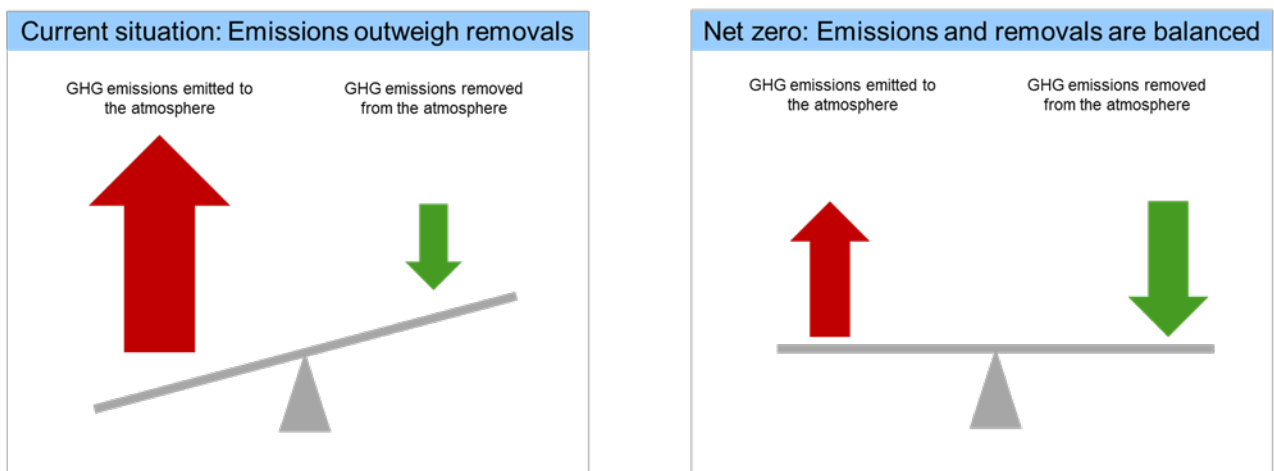 Current situation: Emissions outweigh removals
GHG emissions emitted to
the atmosphere
GHG emissions removed
from the atmosphere
Net zero: Emissions and removals are balanced
GHG emissions emitted to
the atmosphere
GHG emissions removed
from the atmosphere